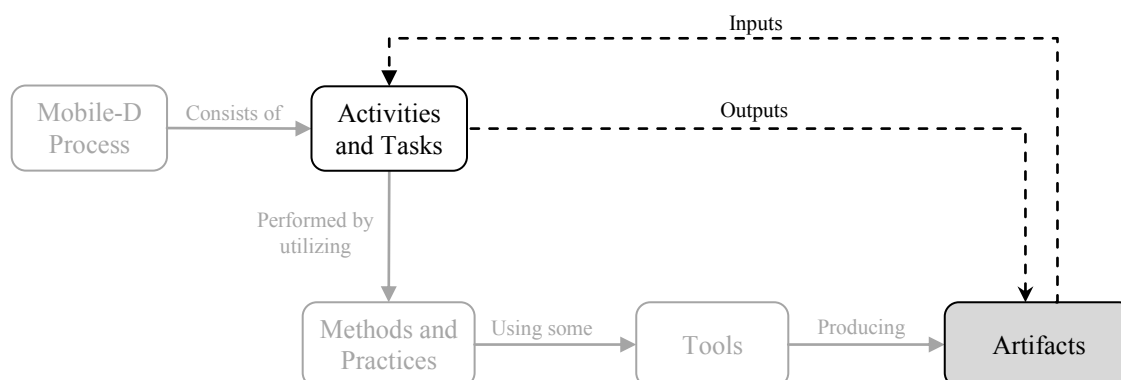 Inputs
Mobile-D
Process
Consists of
Activities
and Tasks
Outputs
Performed by
utilizing
Methods and
Practices
Using some
Tools
Producing
Artifacts